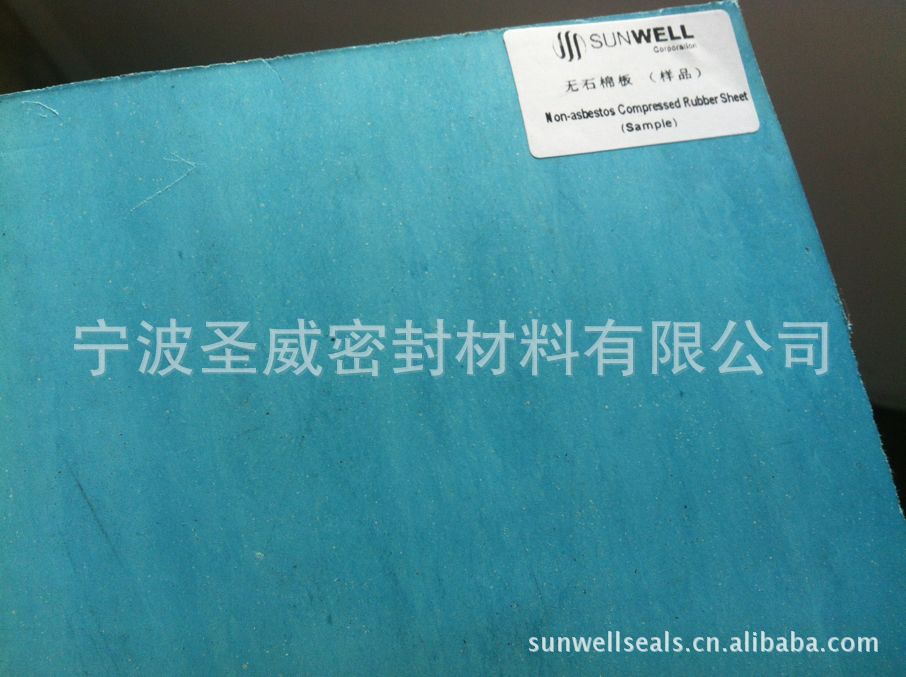 SUNWELL
Corporation
无石棉板 （样品）
Non-asbestos Compressed Rubber Sheet
(Sample)
宁波圣威密封材料有限公司
sunwellseals.cn.alibaba.com